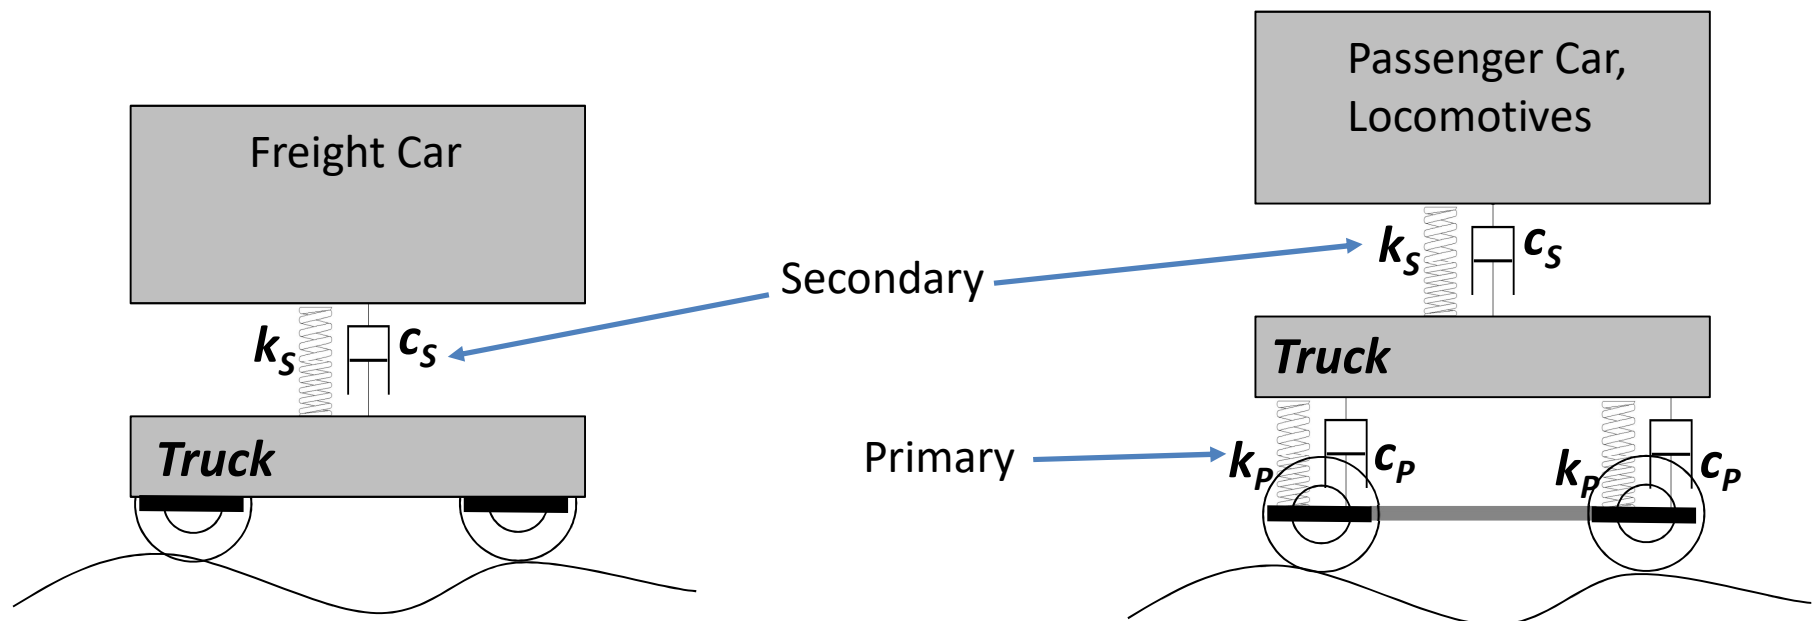 Freight Car
k_S
c_S
Truck
Secondary
Primary
Passenger Car,
Locomotives
k_S
c_S
Truck
k_P
c_P
k_P
c_P